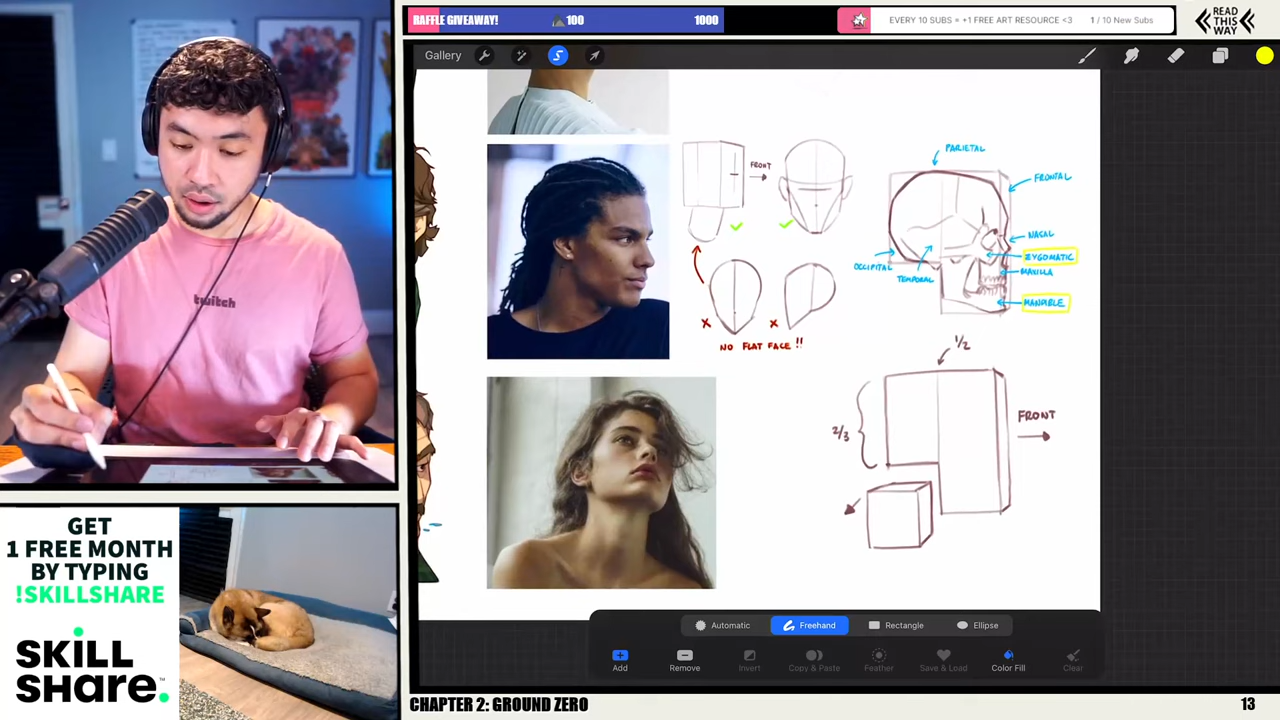 RAFFLE GIVEAWAY!
100
1000
EVERY 10 SUBS = +1 FREE ART RESOURCE <3
1 / 10 New Subs
READ
THIS
WAY
Gallery
S
twitch
FRONT
NO FLAT FACE !!
PARIETAL
FRONTAL
NASAL
ZYGOMATIC
MAXILLA
MANDIBLE
OCCIPITAL
TEMPORAL
1/2
2/3
FRONT
GET
1 FREE MONTH
BY TYPING
!SKILLSHARE
SKILL
SHARE.
Automatic
Freehand
Rectangle
Ellipse
Add
Remove
Invert
Copy & Paste
Feather
Save & Load
Color Fill
Clear
CHAPTER 2: GROUND ZERO
13